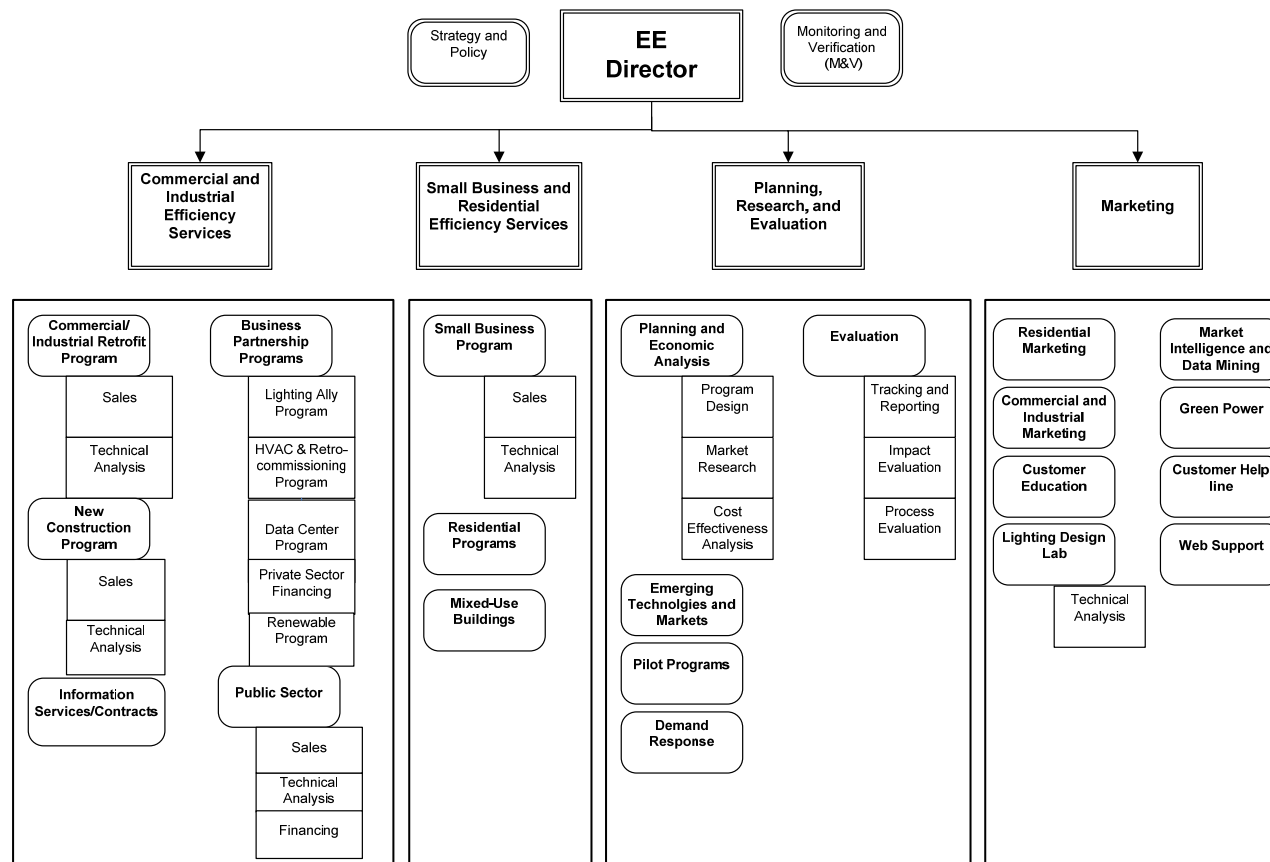 Strategy and
Policy
EE
Director
Monitoring and
Verification
(M&V)
Commercial and
Industrial
Efficiency
Services
Small Business and
Residential
Efficiency Services
Planning,
Research, and
Evaluation
Marketing
Commercial/
Industrial Retrofit
Program
Sales
Technical
Analysis
New
Construction
Program
Sales
Technical
Analysis
Information
Services/Contracts
Business
Partnership
Programs
Lighting Ally
Program
HVAC & Retro-
commissioning
Program
Data Center
Program
Private Sector
Financing
Renewable
Program
Public Sector
Sales
Technical
Analysis
Financing
Small Business
Program
Sales
Technical
Analysis
Residential
Programs
Mixed-Use
Buildings
Planning and
Economic
Analysis
Program
Design
Market
Research
Cost
Effectiveness
Analysis
Emerging
Technolgies and
Markets
Pilot Programs
Demand
Response
Evaluation
Tracking and
Reporting
Impact
Evaluation
Process
Evaluation
Residential
Marketing
Commercial and
Industrial
Marketing
Customer
Education
Lighting Design
Lab
Technical
Analysis
Market
Intelligence and
Data Mining
Green Power
Customer Help
line
Web Support